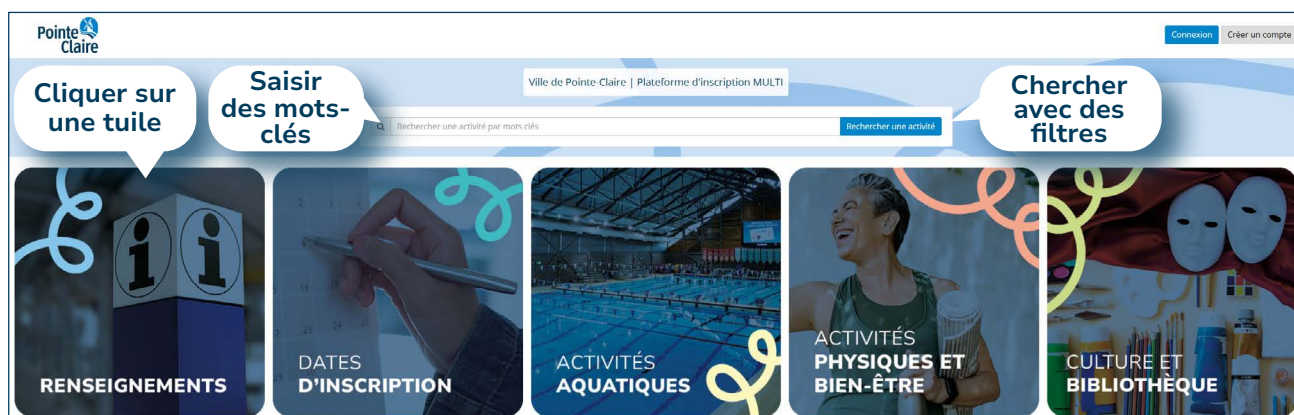 Pointe
Claire
Connexion
Créer un compte
Ville de Pointe-Claire | Plateforme d'inscription MULTI
Cliquer sur
une tuile
Saisir
des mots-
clés
Rechercher une activité par mots clés
Rechercher une activité
Chercher
avec des
filtres
RENSEIGNEMENTS
DATES
D'INSCRIPTION
ACTIVITÉS
AQUATIQUES
ACTIVITÉS
PHYSIQUES ET
BIEN-ÊTRE
CULTURE ET
BIBLIOTHÈQUE